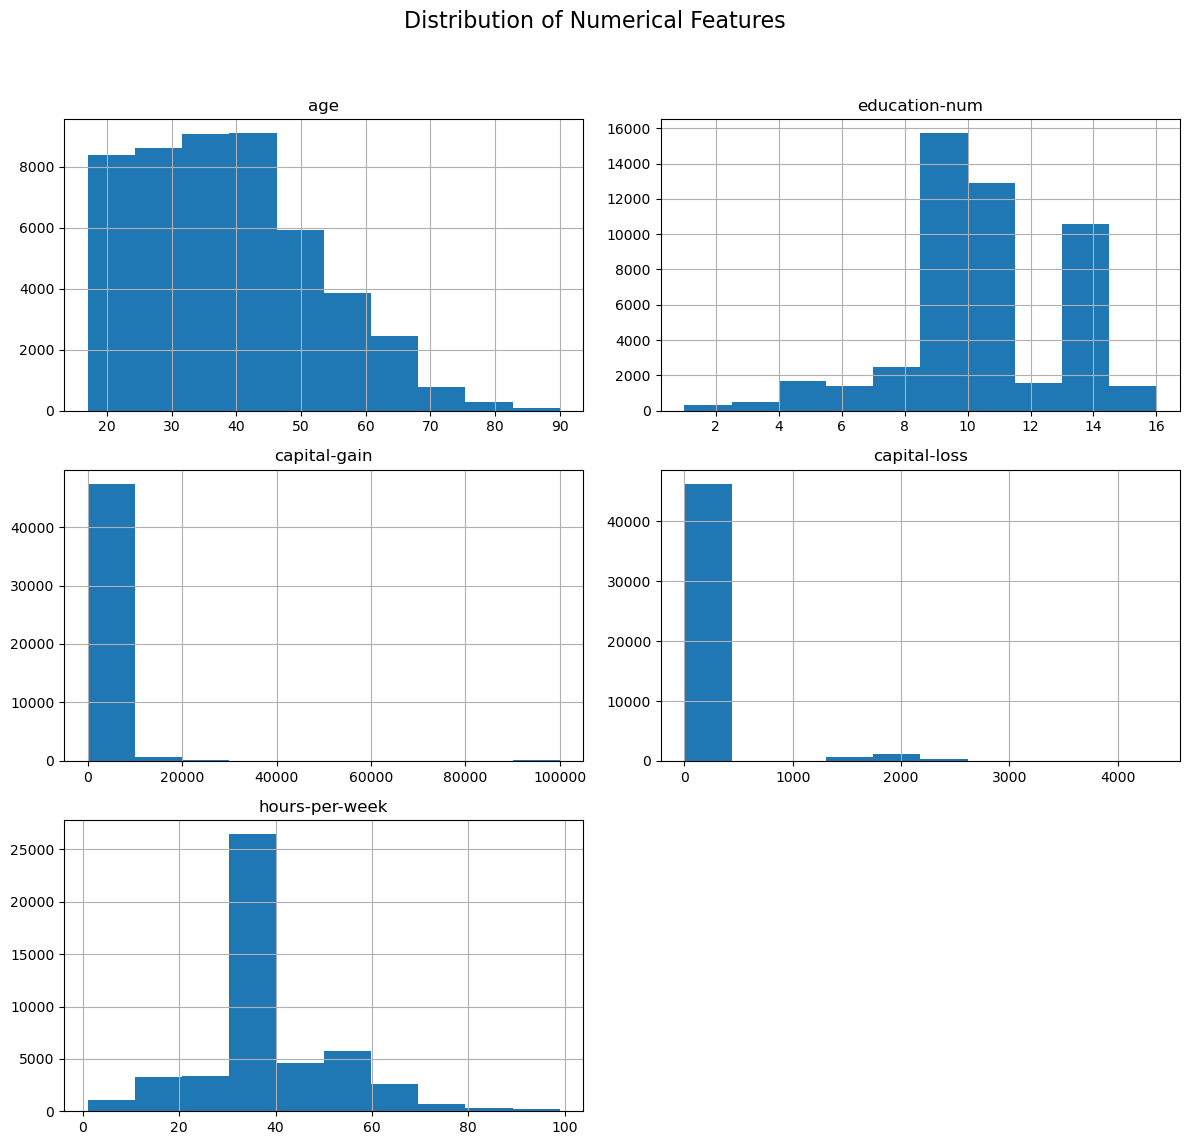 Distribution of Numerical Features
age
8000
6000
4000
2000
0
20 30 40 50 60 70 80 90
education-num
16000
14000
12000
10000
8000
6000
4000
2000
0
2 4 6 8 10 12 14 16
capital-gain
40000
30000
20000
10000
0
0 20000 40000 60000 80000 100000
capital-loss
40000
30000
20000
10000
0
0 1000 2000 3000 4000
hours-per-week
25000
20000
15000
10000
5000
0
0 20 40 60 80 100